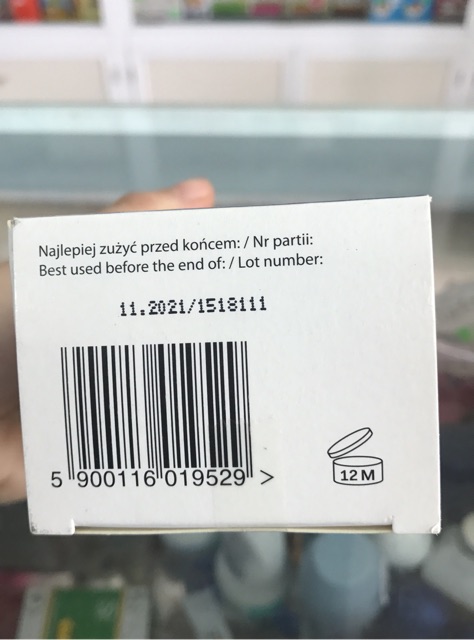 Najlepiej zużyć przed końcem: / Nr partii:
Best used before the end of: / Lot number:
11.2021/1518111
5 900116 019529 >
12 M